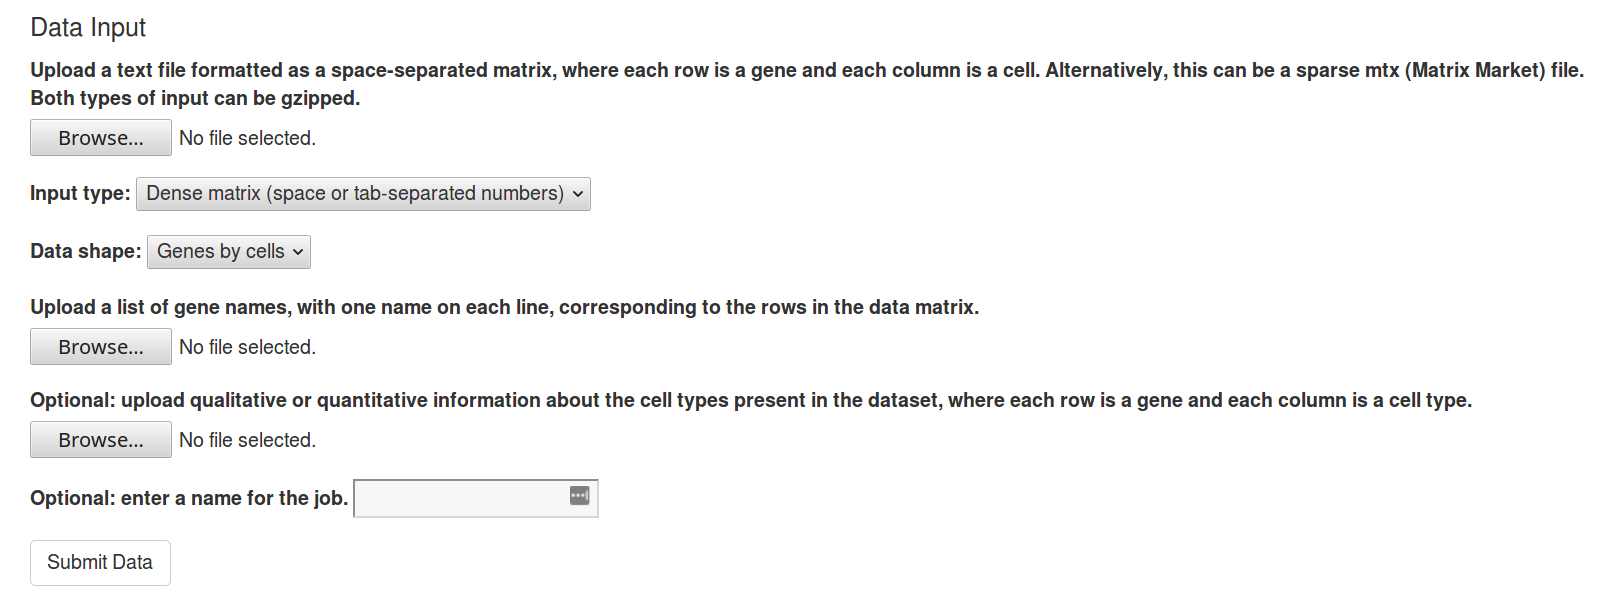 Data Input
Upload a text file formatted as a space-separated matrix, where each row is a gene and each column is a cell. Alternatively, this can be a sparse mtx (Matrix Market) file.
Both types of input can be gzipped.
Browse... No file selected.
Input type: Dense matrix (space or tab-separated numbers)
Data shape: Genes by cells
Upload a list of gene names, with one name on each line, corresponding to the rows in the data matrix.
Browse... No file selected.
Optional: upload qualitative or quantitative information about the cell types present in the dataset, where each row is a gene and each column is a cell type.
Browse... No file selected.
Optional: enter a name for the job.
Submit Data